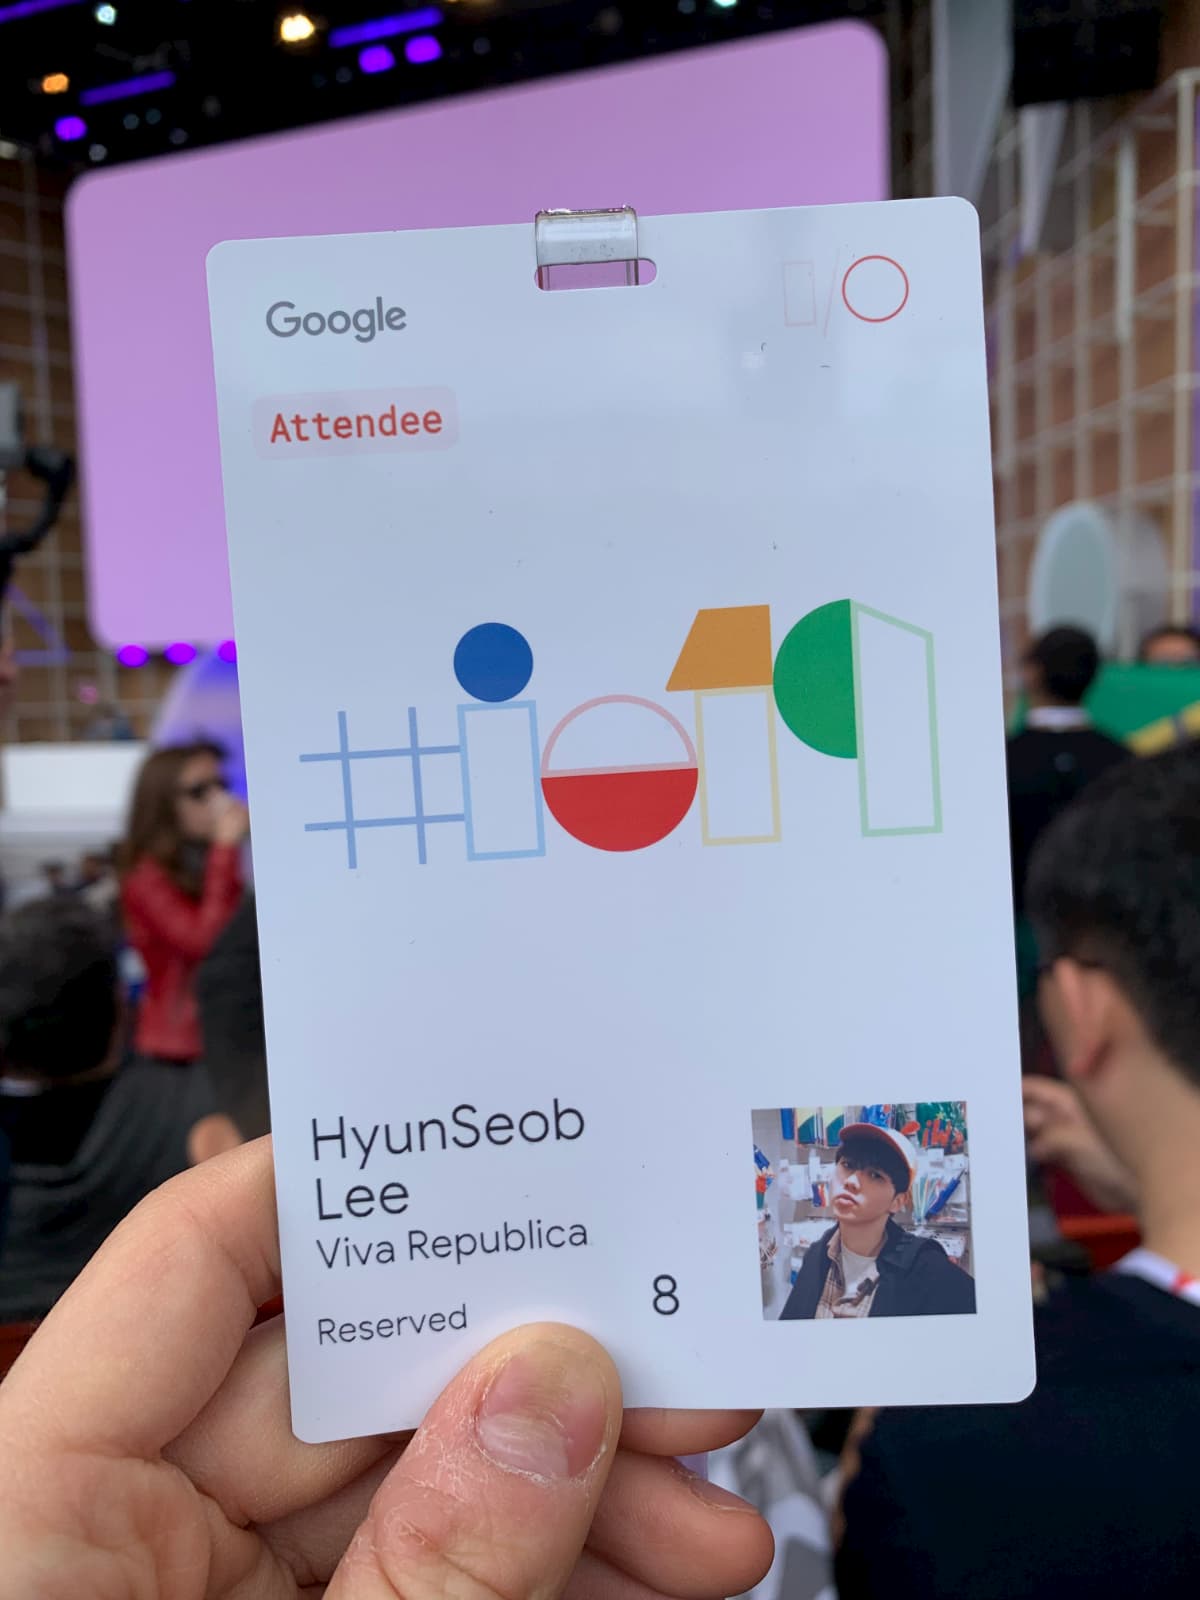 Google I/O
Attendee
#io19
HyunSeob
Lee
Viva Republica
Reserved 8